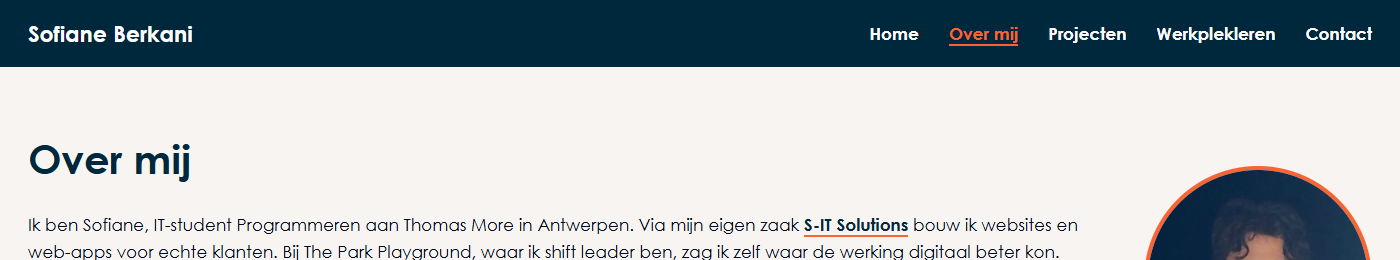 Sofiane Berkani
Home Over mij Projecten Werkplekleren Contact
Over mij
Ik ben Sofiane, IT-student Programmeren aan Thomas More in Antwerpen. Via mijn eigen zaak S-IT Solutions bouw ik websites en
web-apps voor echte klanten. Bij The Park Playground, waar ik shift leader ben, zag ik zelf waar de werking digitaal beter kon.